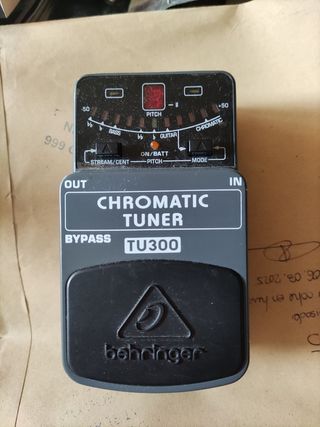 -50
+50
PITCH
BASS
GUITAR
CHROMATIC
STREAM/CENT
ON/BATT
PITCH
MODE
OUT
IN
CHROMATIC
TUNER
BYPASS
TU300
behringer
999